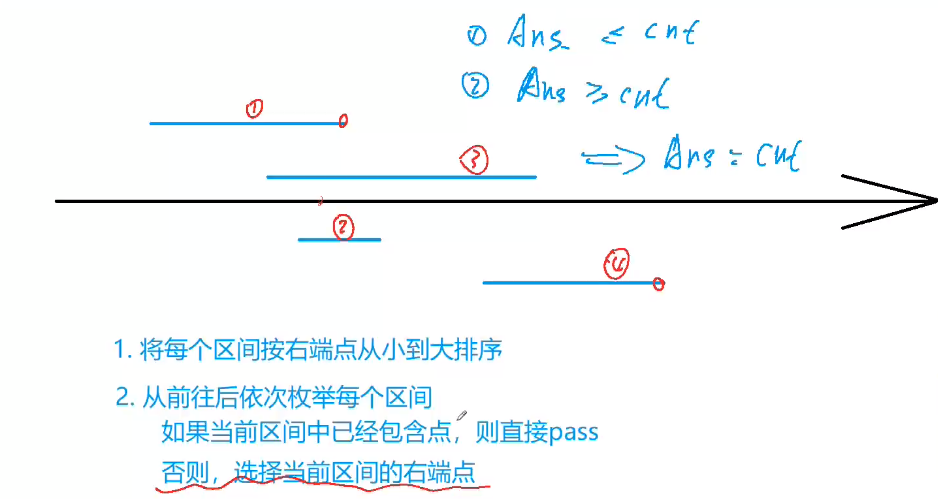 ① Ans ≤ cnt
② Ans ≥ cnt
⇒ Ans = cnt
①
③
②
④
1. 将每个区间按右端点从小到大排序
2. 从前往后依次枚举每个区间
如果当前区间中已经包含点，则直接pass
否则，选择当前区间的右端点